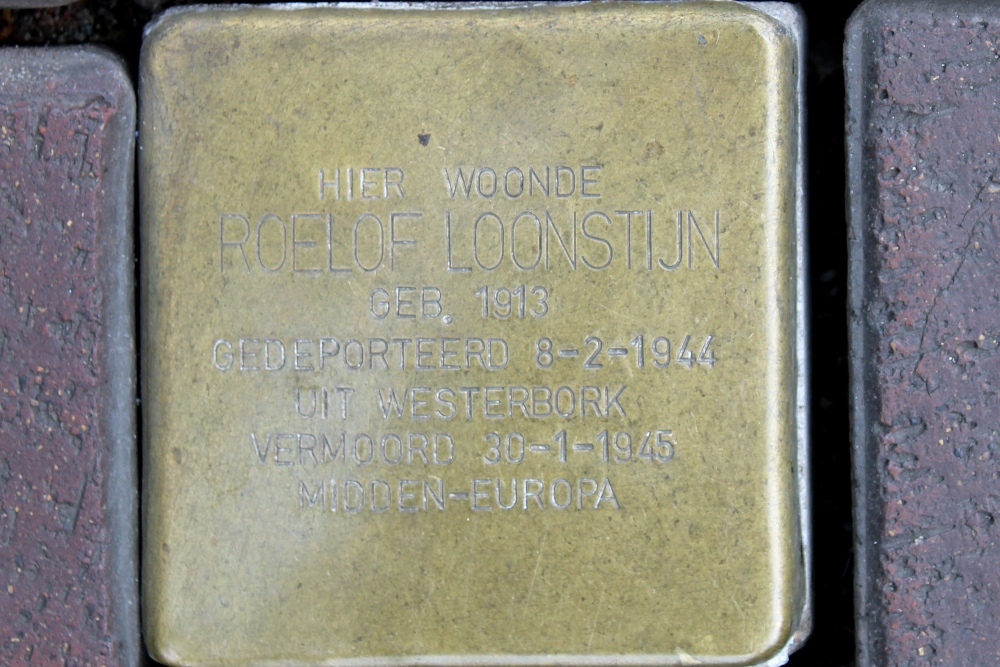 HIER WOONDE
ROELOF LOONSTIJN
GEB. 1913
GEDEPORTEERD 8-2-1944
UIT WESTERBORK
VERMOORD 30-1-1945
MIDDEN-EUROPA